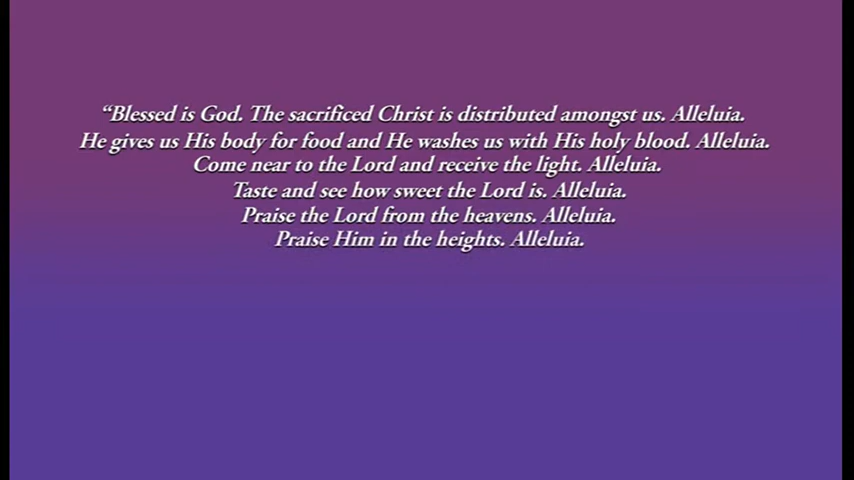 “Blessed is God. The sacrificed Christ is distributed amongst us. Alleluia.
He gives us His body for food and He washes us with His holy blood. Alleluia.
Come near to the Lord and receive the light. Alleluia.
Taste and see how sweet the Lord is. Alleluia.
Praise the Lord from the heavens. Alleluia.
Praise Him in the heights. Alleluia.